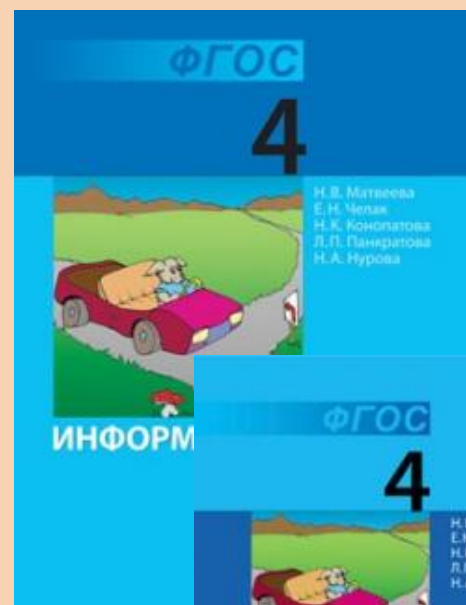 ФГОС
4
Н. В. Матвеева
Е. Н. Челак
Н. К. Конопатова
Л. П. Панкратова
Н. А. Нурова
ИНФОРМ
ФГОС
4
Н.
Е.
Н.
Л.
Н.